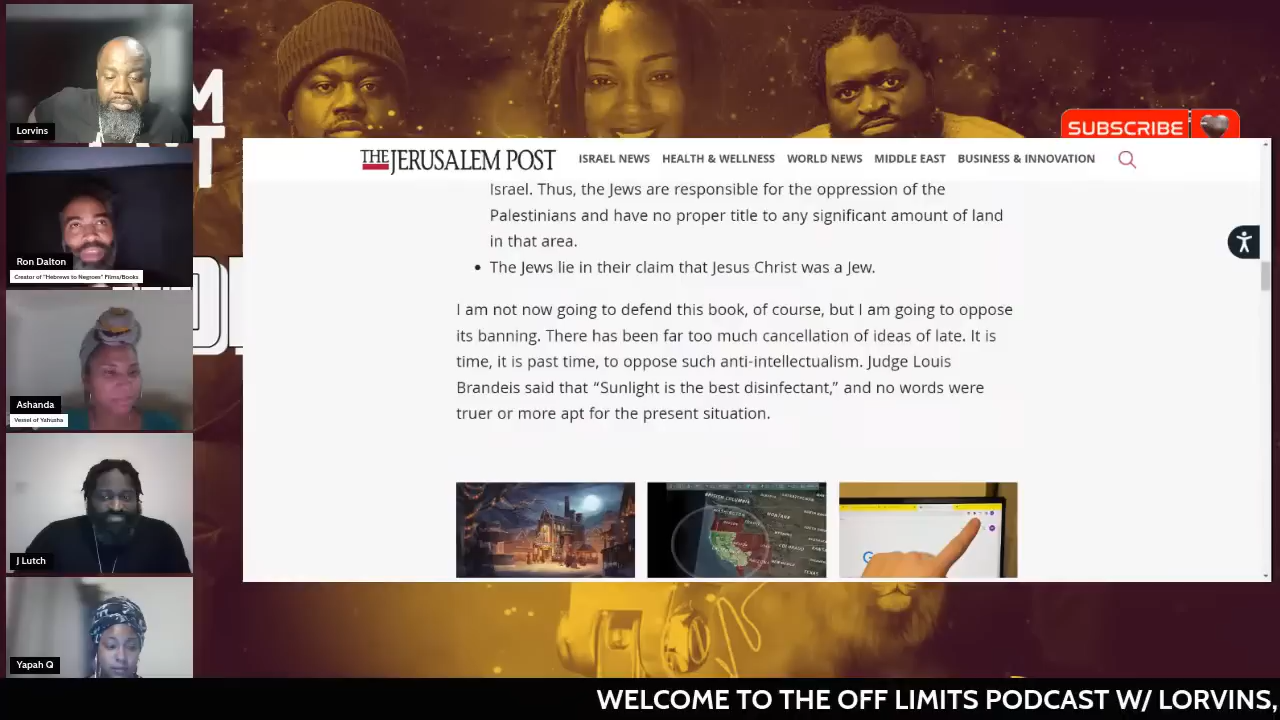 Lorvins
Ron Dalton
Creator of "Hebrews to Negroes" Films/Books
Ashanda
Vessel of Yahusha
J Lutch
Yapah Q
SUBSCRIBE
THE JERUSALEM POST
ISRAEL NEWS HEALTH & WELLNESS WORLD NEWS MIDDLE EAST BUSINESS & INNOVATION
Israel. Thus, the Jews are responsible for the oppression of the
Palestinians and have no proper title to any significant amount of land
in that area.
• The Jews lie in their claim that Jesus Christ was a Jew.
I am not now going to defend this book, of course, but I am going to oppose
its banning. There has been far too much cancellation of ideas of late. It is
time, it is past time, to oppose such anti-intellectualism. Judge Louis
Brandeis said that “Sunlight is the best disinfectant,” and no words were
truer or more apt for the present situation.
WELCOME TO THE OFF LIMITS PODCAST W/ LORVINS,